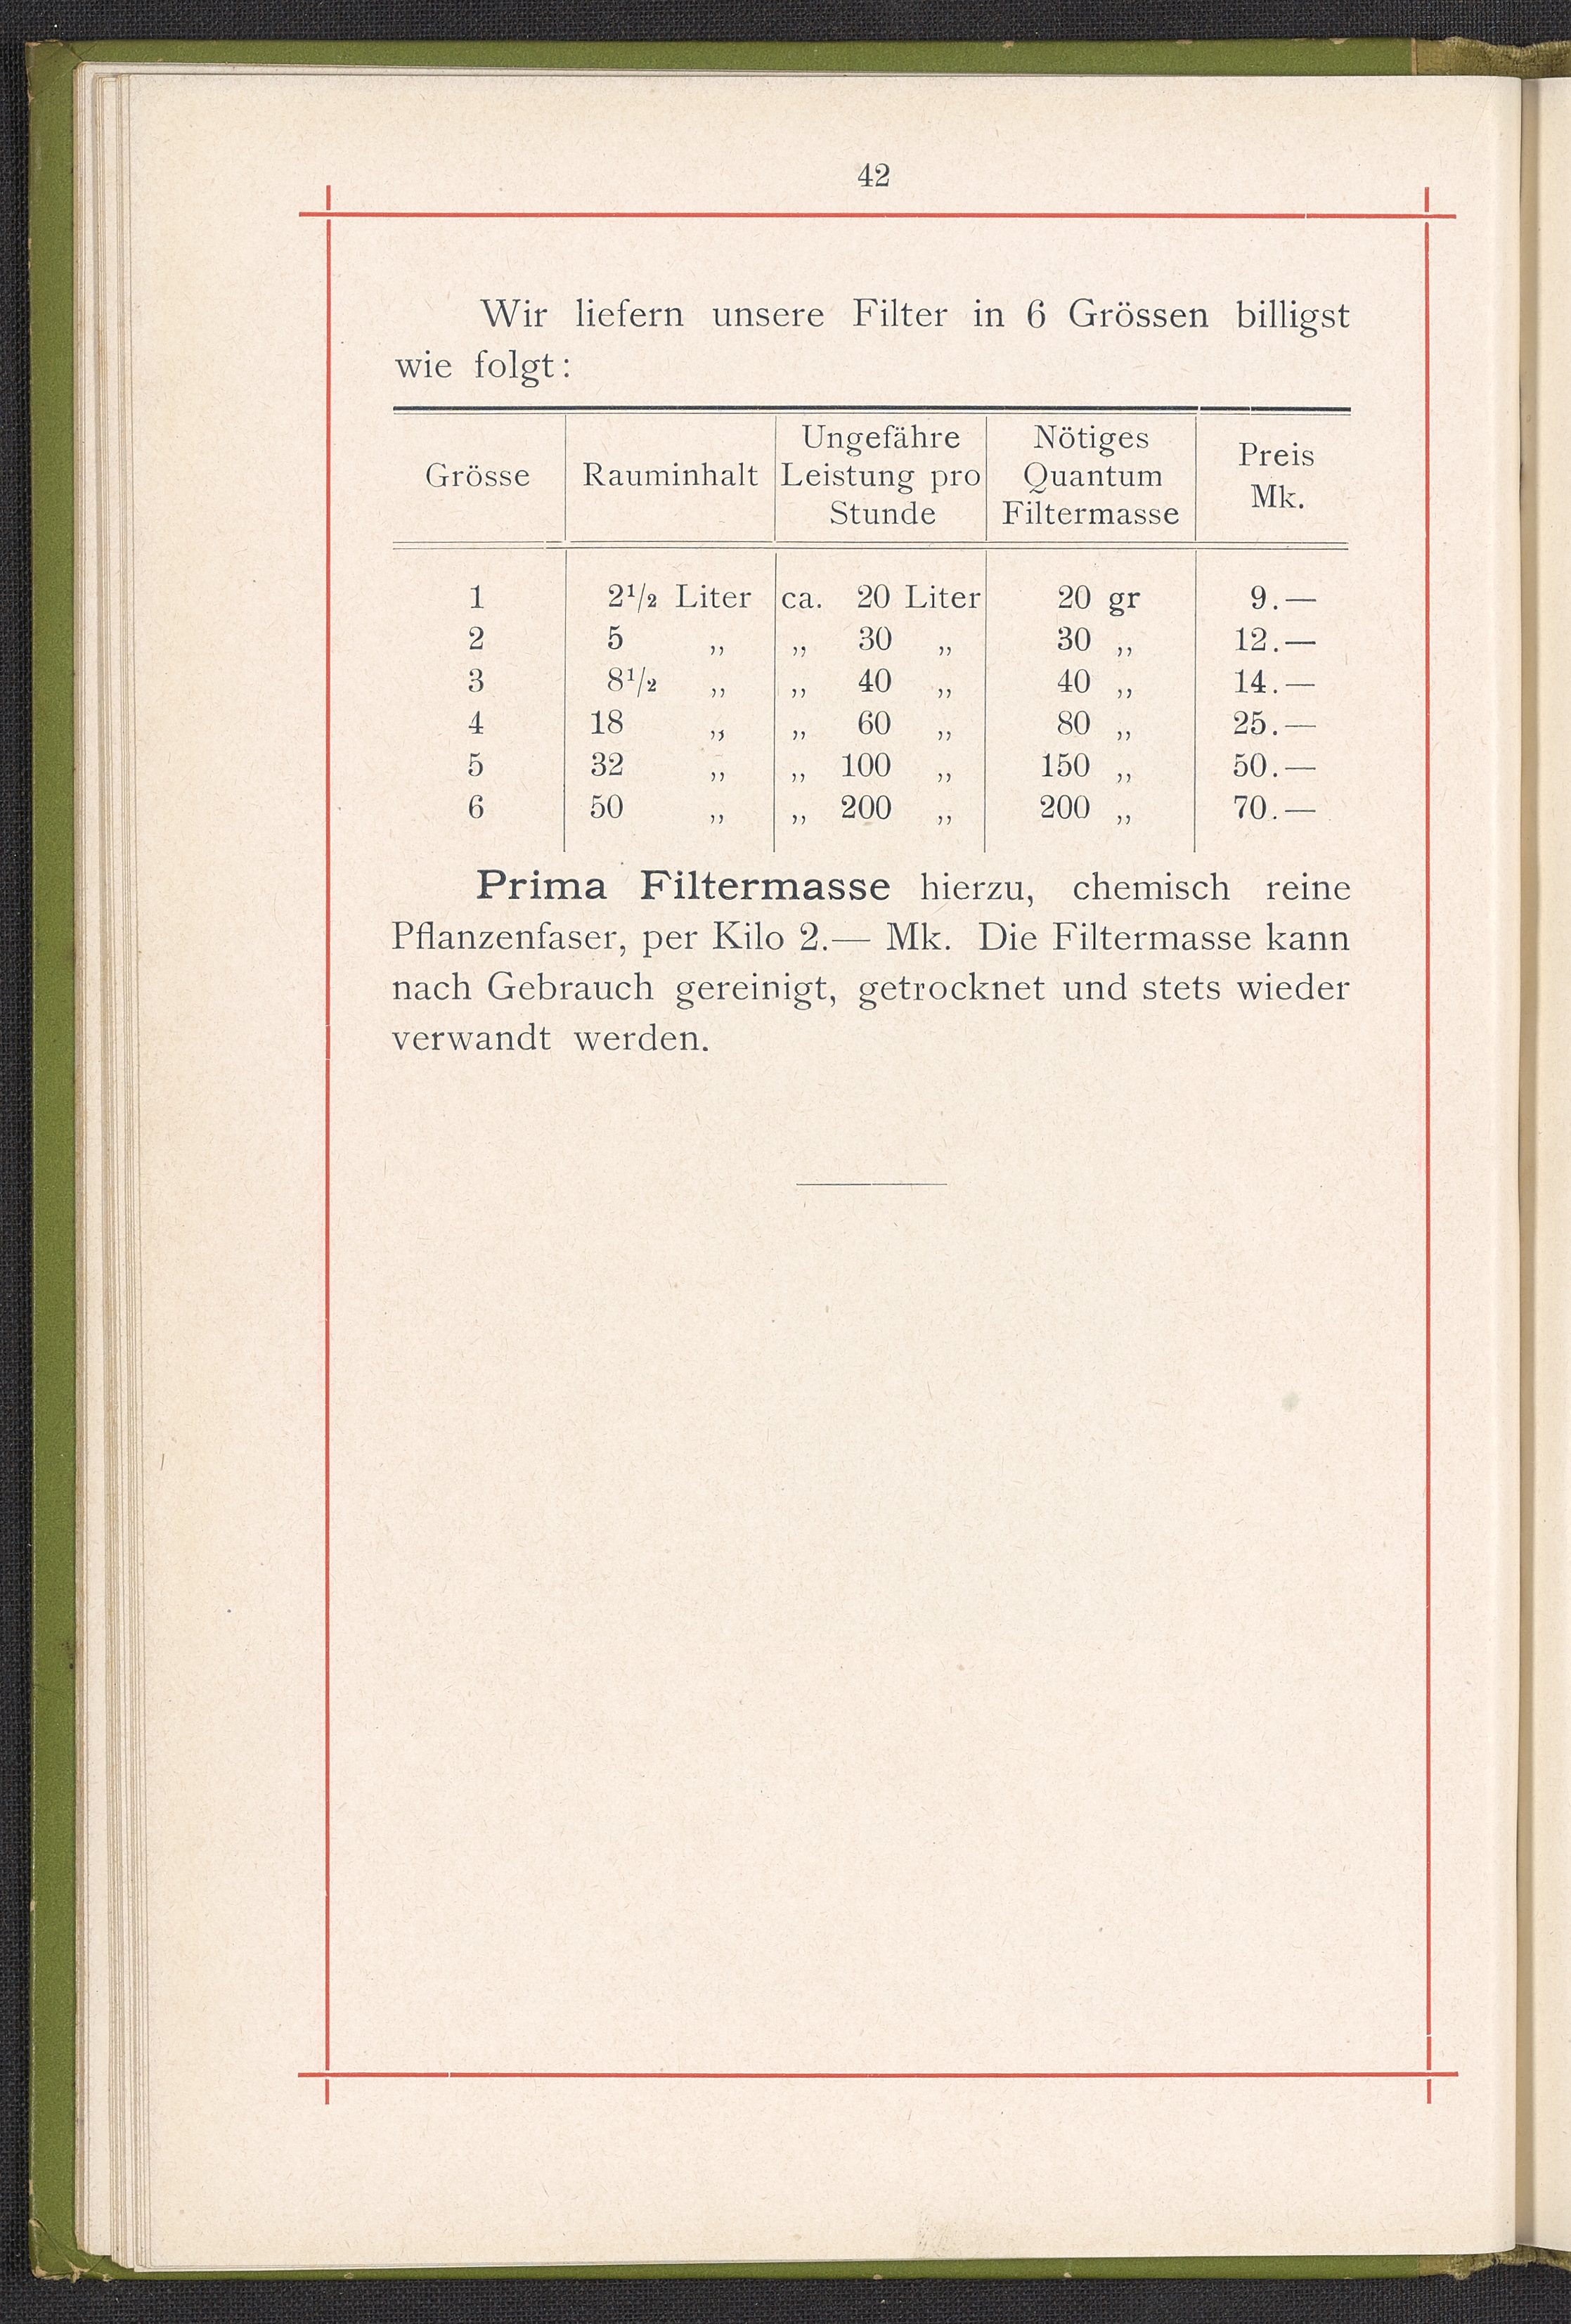 42
Wir liefern unsere Filter in 6 Grössen billigst
wie folgt:
Grösse Rauminhalt Ungefähre Leistung pro Stunde Nötiges Quantum Filtermasse Preis Mk.
1 2½ Liter ca. 20 Liter 20 gr 9.—
2 5 „ „ 30 „ 30 „ 12.—
3 8½ „ „ 40 „ 40 „ 14.—
4 18 „ „ 60 „ 80 „ 25.—
5 32 „ „ 100 „ 150 „ 50.—
6 50 „ „ 200 „ 200 „ 70.—
Prima Filtermasse hierzu, chemisch reine
Pflanzenfaser, per Kilo 2.— Mk. Die Filtermasse kann
nach Gebrauch gereinigt, getrocknet und stets wieder
verwandt werden.